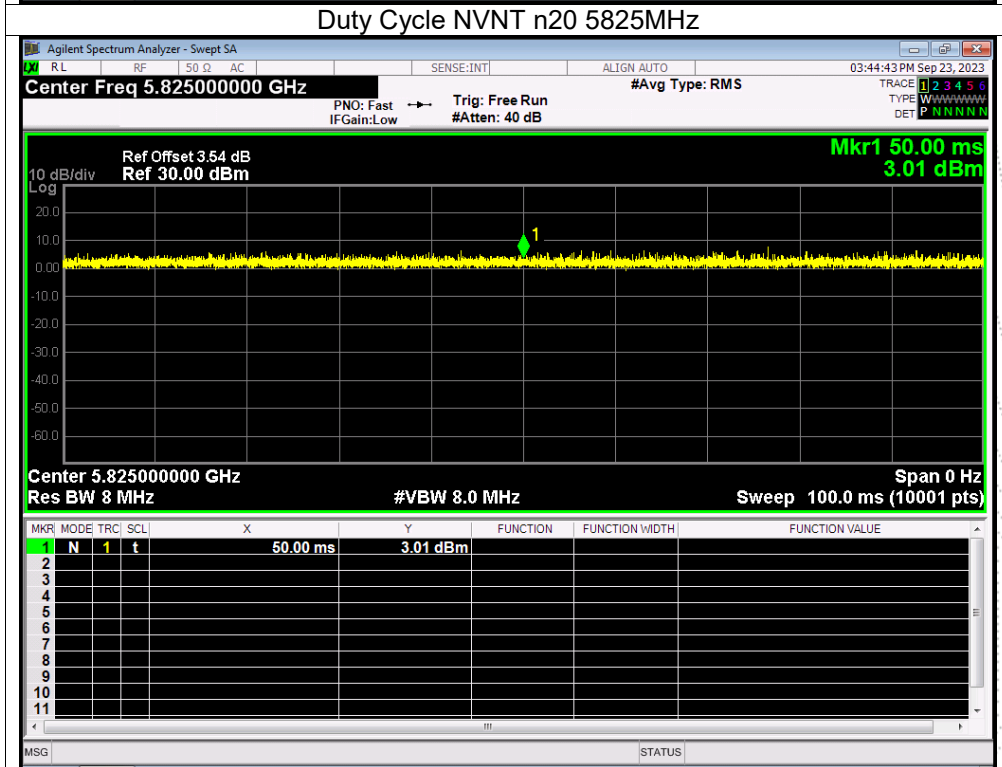 Duty Cycle NVNT n20 5825MHz
Agilent Spectrum Analyzer - Swept SA
LXI RL RF 50 Ω AC SENSE:INT ALIGN AUTO 03:44:43 PM Sep 23, 2023
Center Freq 5.825000000 GHz #Avg Type: RMS TRACE 1 2 3 4 5 6
PNO: Fast Trig: Free Run TYPE WWWWWW
IFGain:Low #Atten: 40 dB DET P N N N N N
Mkr1 50.00 ms
Ref Offset 3.54 dB
10 dB/div Ref 30.00 dBm 3.01 dBm
Log
20.0
10.0
1
0.00
-10.0
-20.0
-30.0
-40.0
-50.0
-60.0
Center 5.825000000 GHz Span 0 Hz
Res BW 8 MHz #VBW 8.0 MHz Sweep 100.0 ms (10001 pts)
MKR MODE TRC SCL X Y FUNCTION FUNCTION WIDTH FUNCTION VALUE
1 N 1 t 50.00 ms 3.01 dBm
2
3
4
5
6
7
8
9
10
11
MSG STATUS